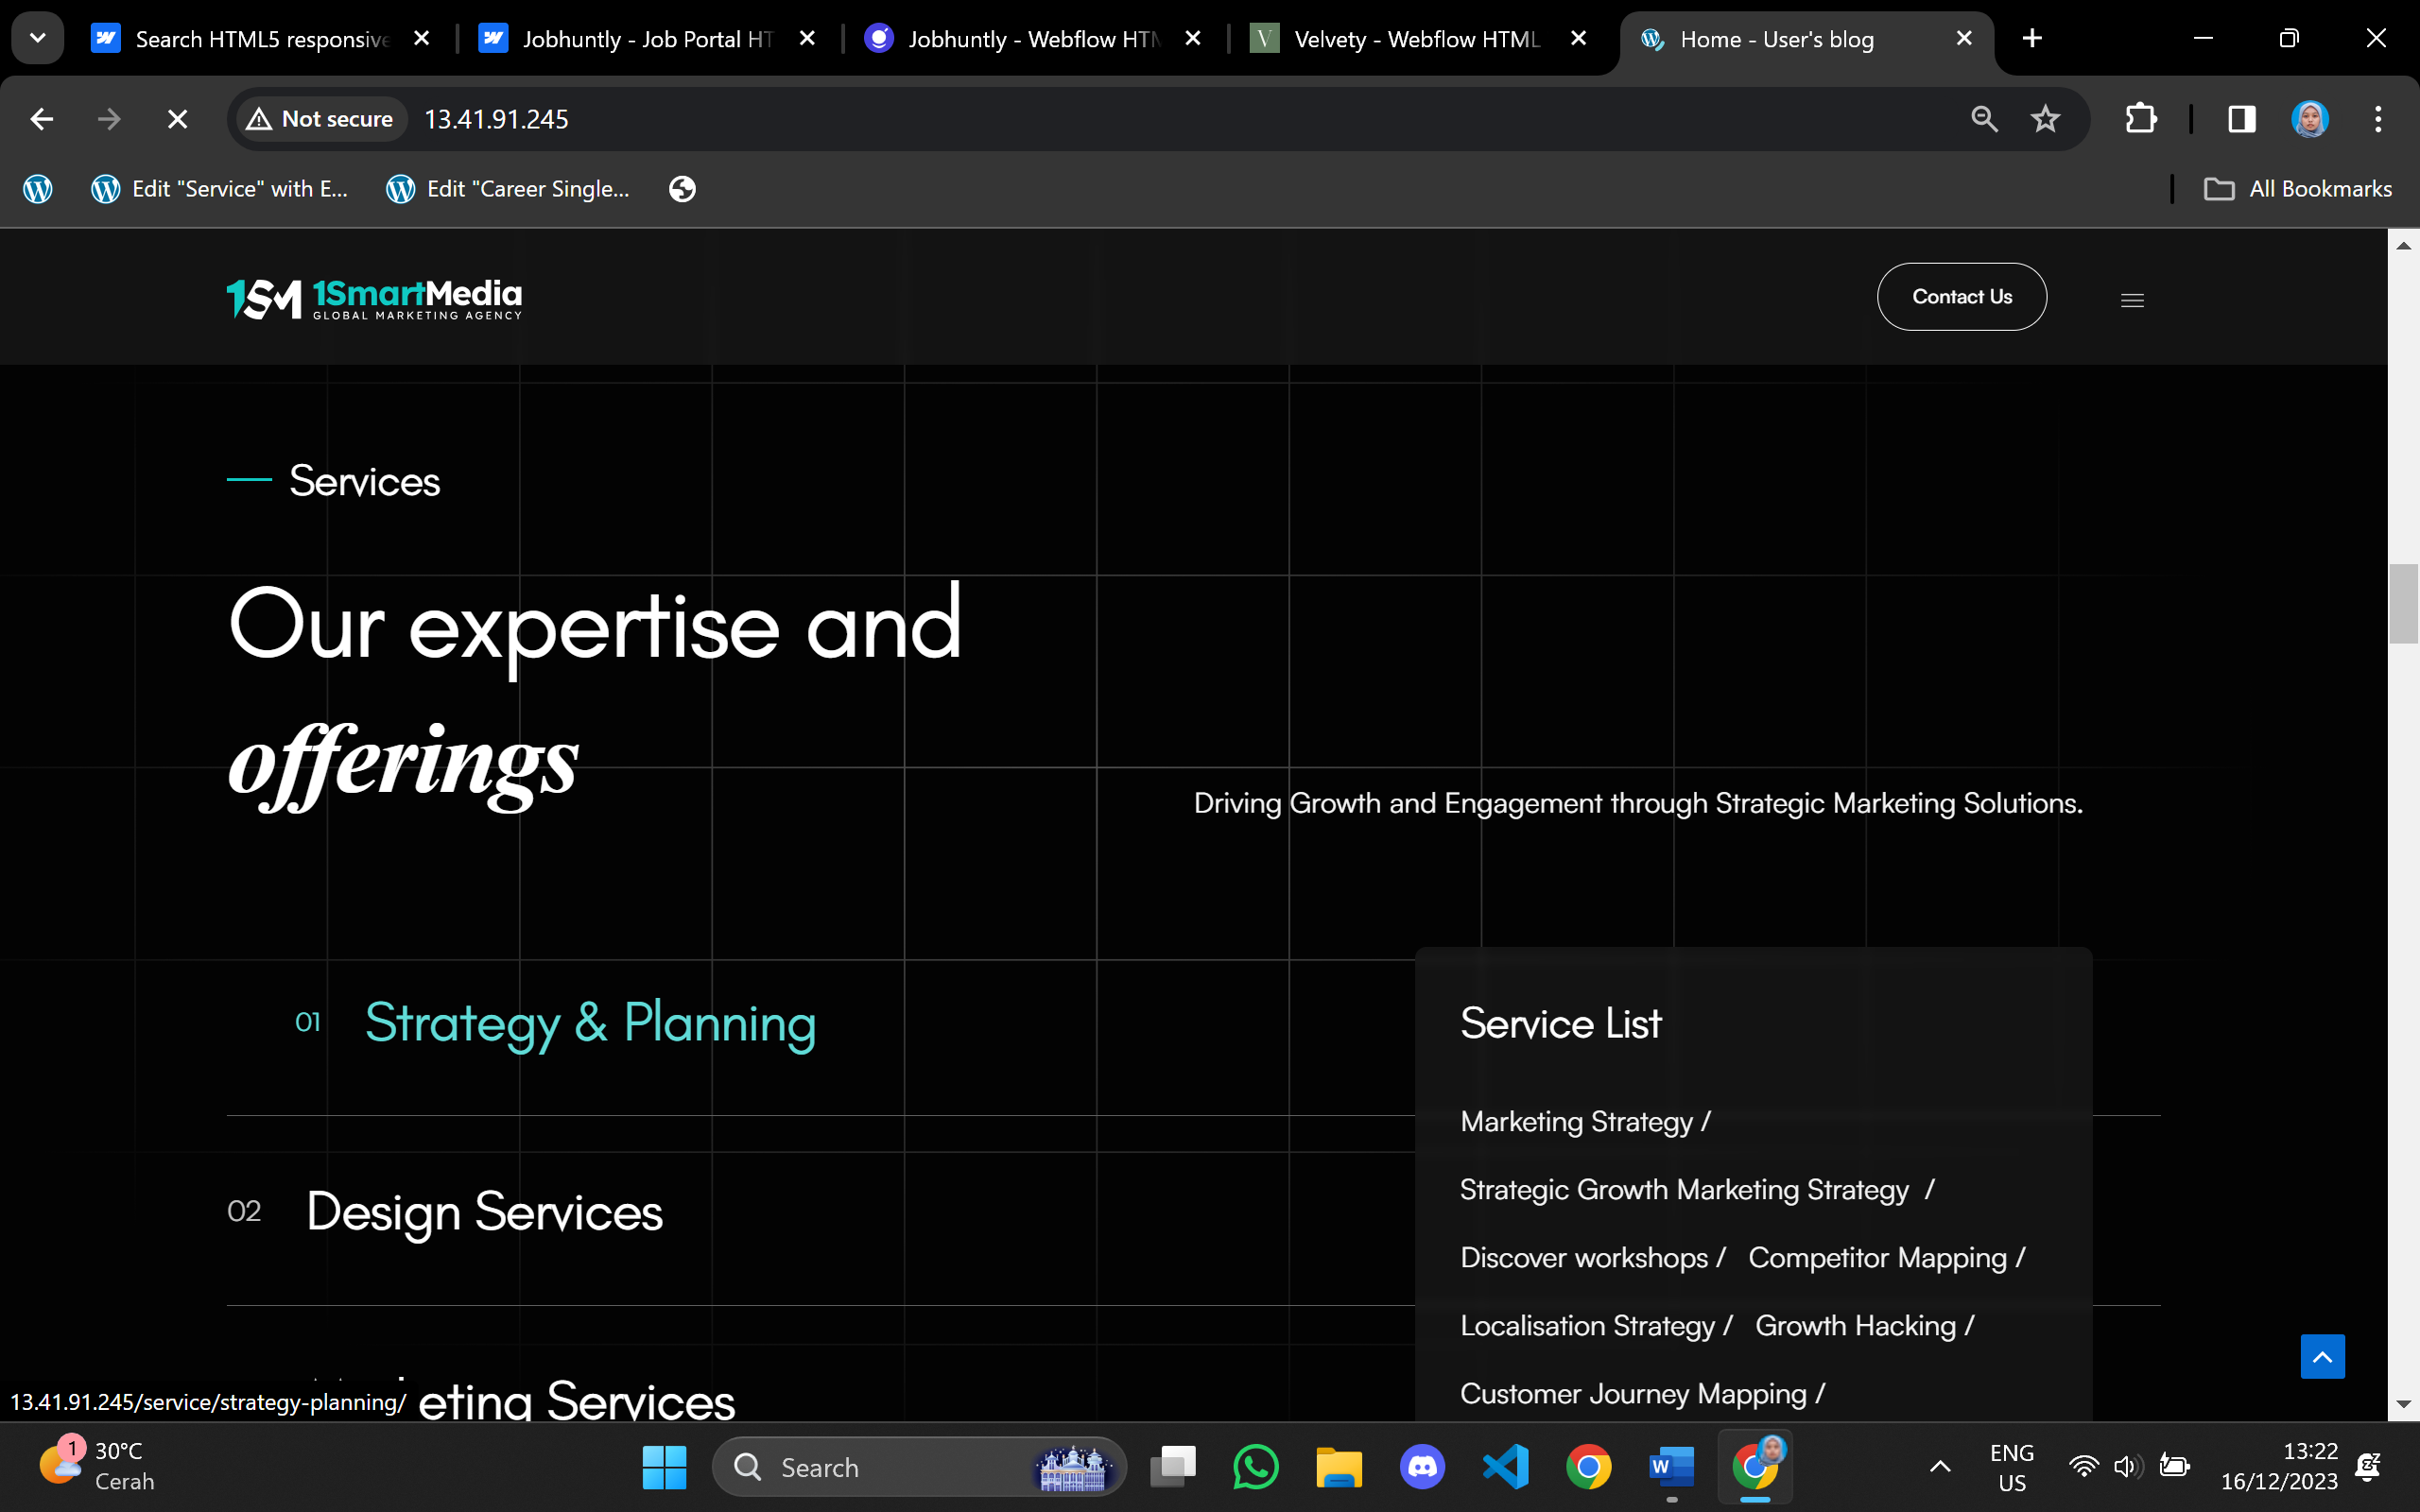 Search HTML5 responsive
Jobhuntly - Job Portal HT
Jobhuntly - Webflow HTM
V
Velvety - Webflow HTML
Home - User's blog
Not secure
13.41.91.245
Edit "Service" with E...
Edit "Career Single...
All Bookmarks
1SM 1SmartMedia
GLOBAL MARKETING AGENCY
Contact Us
Services
Our expertise and
offerings
Driving Growth and Engagement through Strategic Marketing Solutions.
01 Strategy & Planning
02 Design Services
eting Services
Service List
Marketing Strategy /
Strategic Growth Marketing Strategy /
Discover workshops / Competitor Mapping /
Localisation Strategy / Growth Hacking /
Customer Journey Mapping /
13.41.91.245/service/strategy-planning/
1
30°C
Cerah
Search
W
ENG
US
13:22
16/12/2023